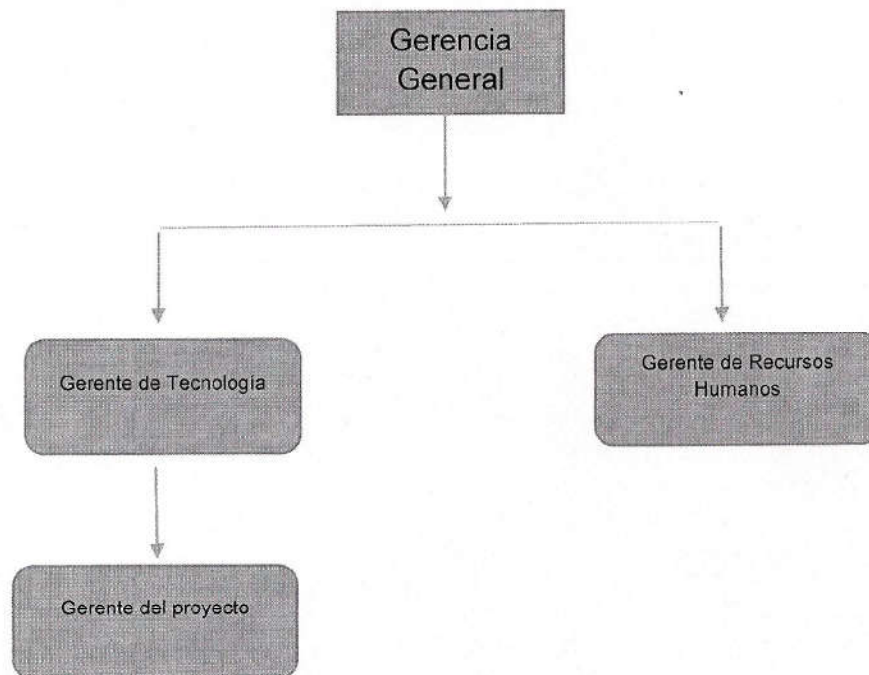 Gerencia
General
Gerente de Tecnología
Gerente de Recursos
Humanos
Gerente del proyecto